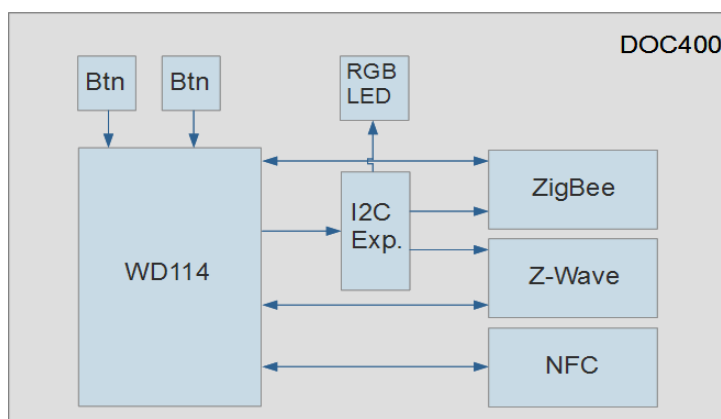 DOC400
Btn
Btn
RGB
LED
ZigBee
I2C
Exp.
WD114
Z-Wave
NFC